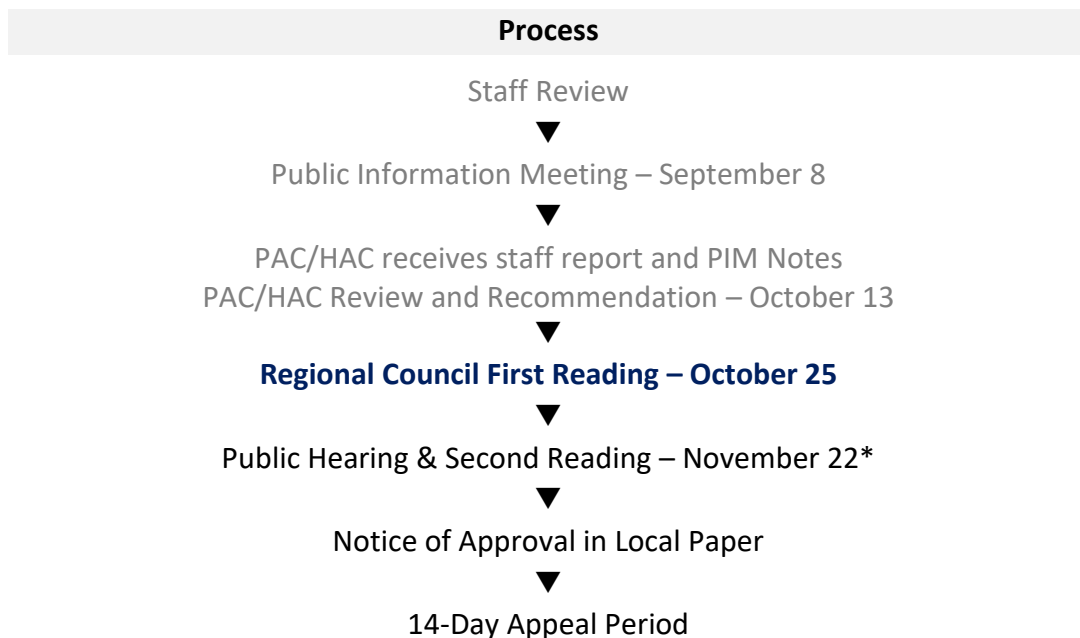 Process
Staff Review
Public Information Meeting – September 8
PAC/HAC receives staff report and PIM Notes
PAC/HAC Review and Recommendation – October 13
Regional Council First Reading – October 25
Public Hearing & Second Reading – November 22*
Notice of Approval in Local Paper
14-Day Appeal Period